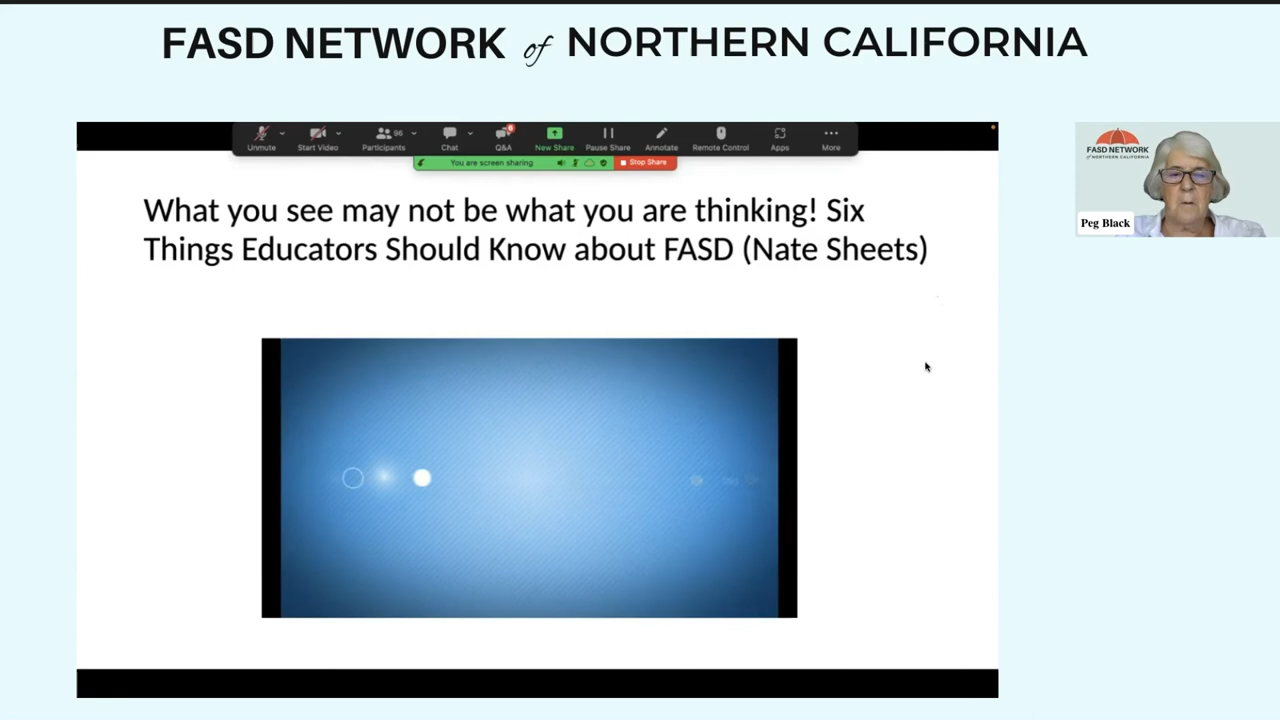 FASD NETWORK of NORTHERN CALIFORNIA
96
6
Unmute Start Video Participants Chat Q&A New Share Pause Share Annotate Remote Control Apps More
You are screen sharing Stop Share
What you see may not be what you are thinking! Six
Things Educators Should Know about FASD (Nate Sheets)
FASD NETWORK
OF NORTHERN CALIFORNIA
Peg Black